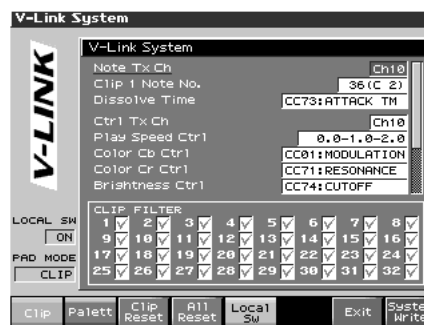 V-Link System
V-LINK
V-Link System
Note Tx Ch Ch10
Clip 1 Note No. 36(C 2)
Dissolve Time CC73:ATTACK TM
Ctrl Tx Ch Ch10
Play Speed Ctrl 0.0-1.0-2.0
Color Cb Ctrl CC01:MODULATION
Color Cr Ctrl CC71:RESONANCE
Brightness Ctrl CC74:CUTOFF
LOCAL SW
ON
PAD MODE
CLIP
CLIP FILTER
1 2 3 4 5 6 7 8
9 10 11 12 13 14 15 16
17 18 19 20 21 22 23 24
25 26 27 28 29 30 31 32
Clip Palett Clip Reset All Reset Local Sw Exit Syste Write